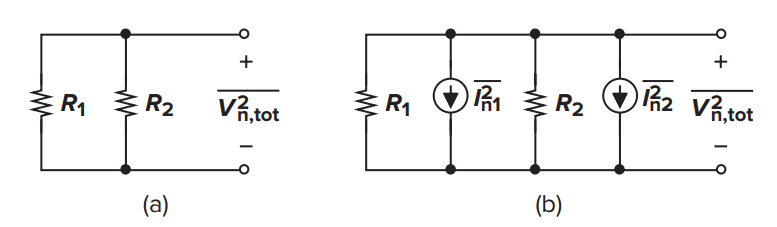 R1
R2
+
V²n,tot
−
(a)
R1
I²n1
R2
I²n2
+
V²n,tot
−
(b)